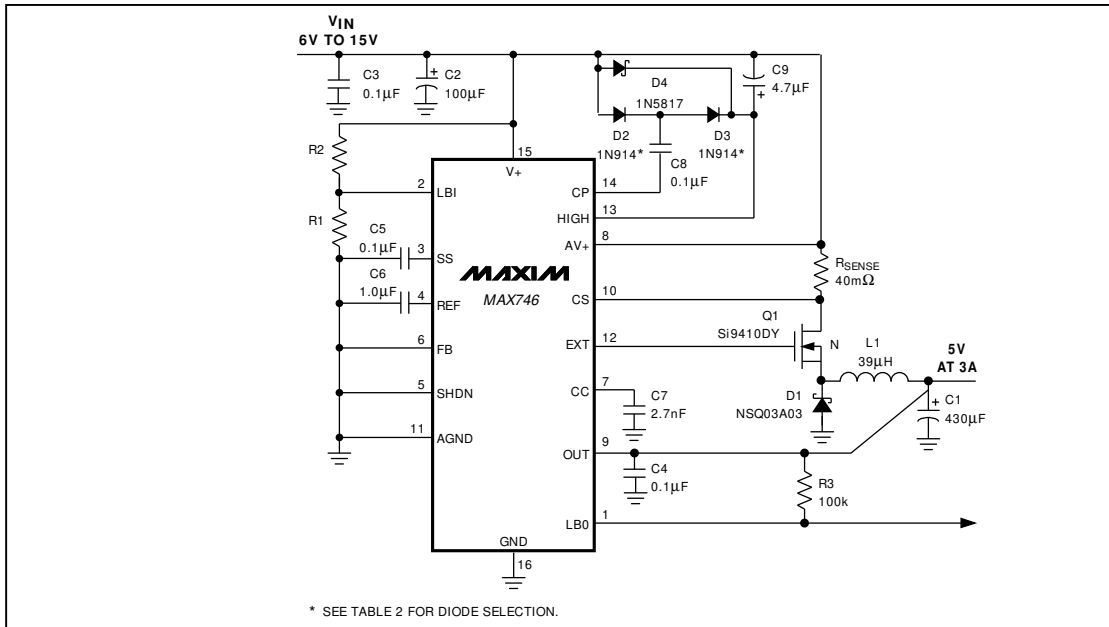 VIN
6V TO 15V
C3
0.1µF
C2
100µF
+
D4
1N5817
C9
4.7µF
+
D2
1N914*
D3
1N914*
C8
0.1µF
R2
R1
15
V+
2
LBI
14
CP
13
HIGH
8
AV+
C5
0.1µF
3
SS
C6
1.0µF
4
REF
MAXIM
MAX746
RSENSE
40mΩ
10
CS
Q1
Si9410DY
N
12
EXT
6
FB
L1
39µH
5V
AT 3A
5
SHDN
7
CC
C7
2.7nF
D1
NSQ03A03
+
C1
430µF
11
AGND
9
OUT
C4
0.1µF
R3
100k
1
LB0
GND
16
* SEE TABLE 2 FOR DIODE SELECTION.